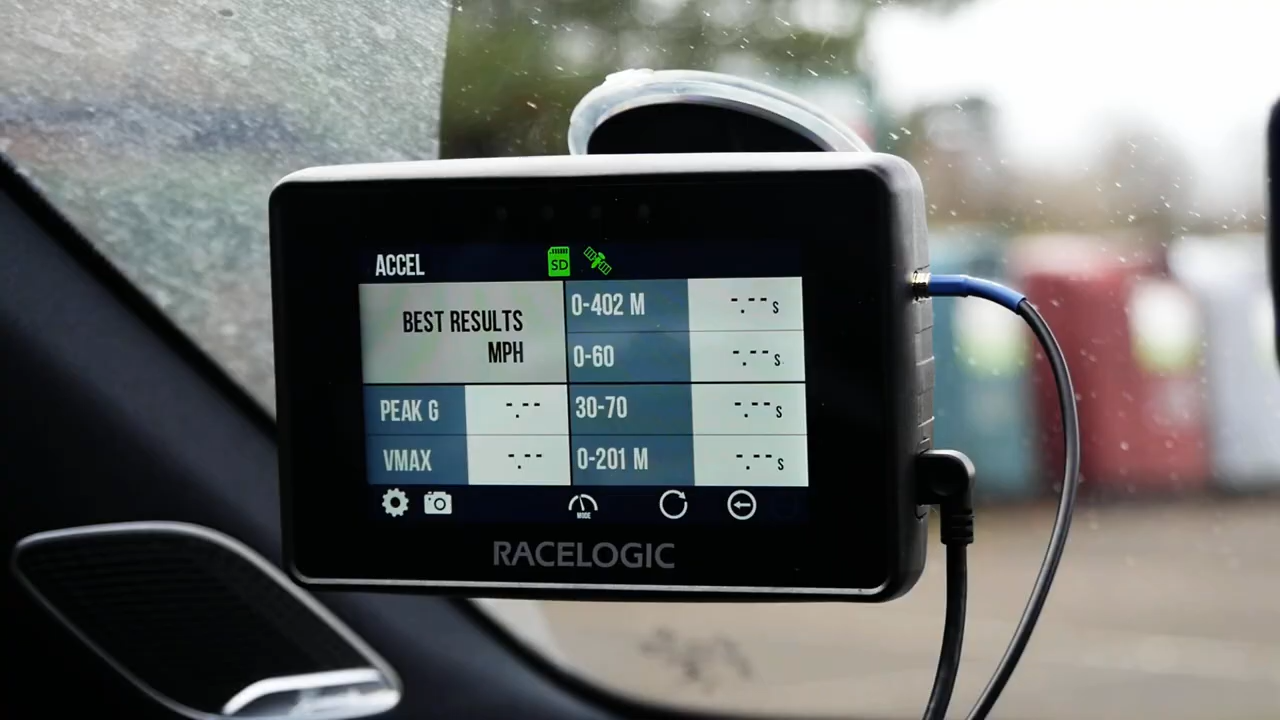 ACCEL
SD
BEST RESULTS
MPH
0-402 M
-.-- s
0-60
-.-- s
PEAK G
-.--
30-70
-.-- s
VMAX
-.--
0-201 M
-.-- s
MODE
RACELOGIC